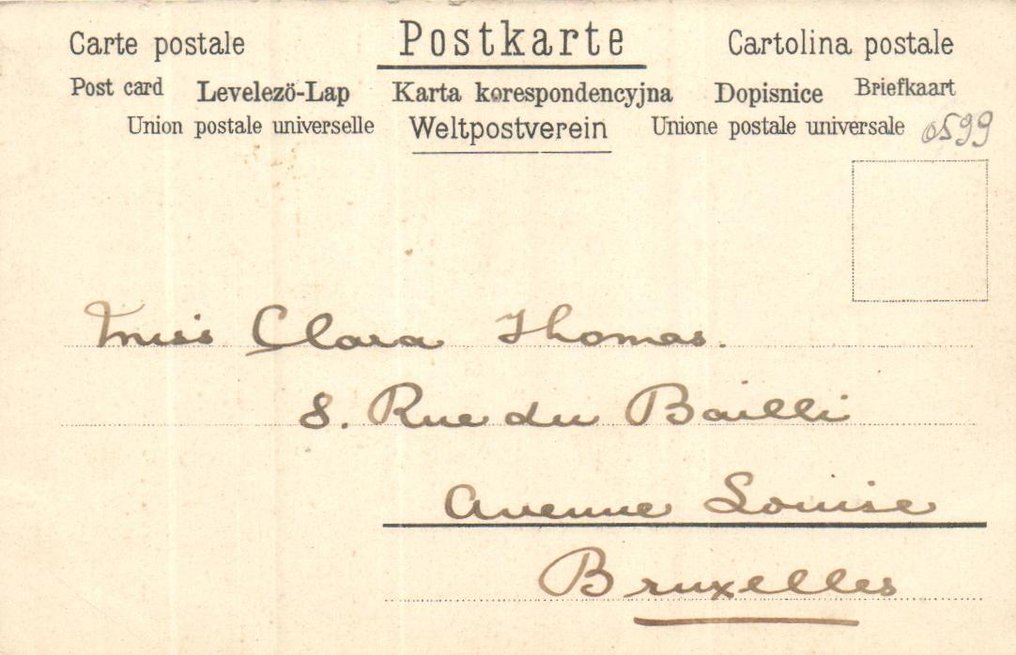 Carte postale Postkarte Cartolina postale
Post card Levelezö-Lap Karta korespondencyjna Dopisnice Briefkaart
Union postale universelle Weltpostverein Unione postale universale 0599
Miss Clara Thomas.
8. Rue du Bailli
Avenue Louise
Bruxelles